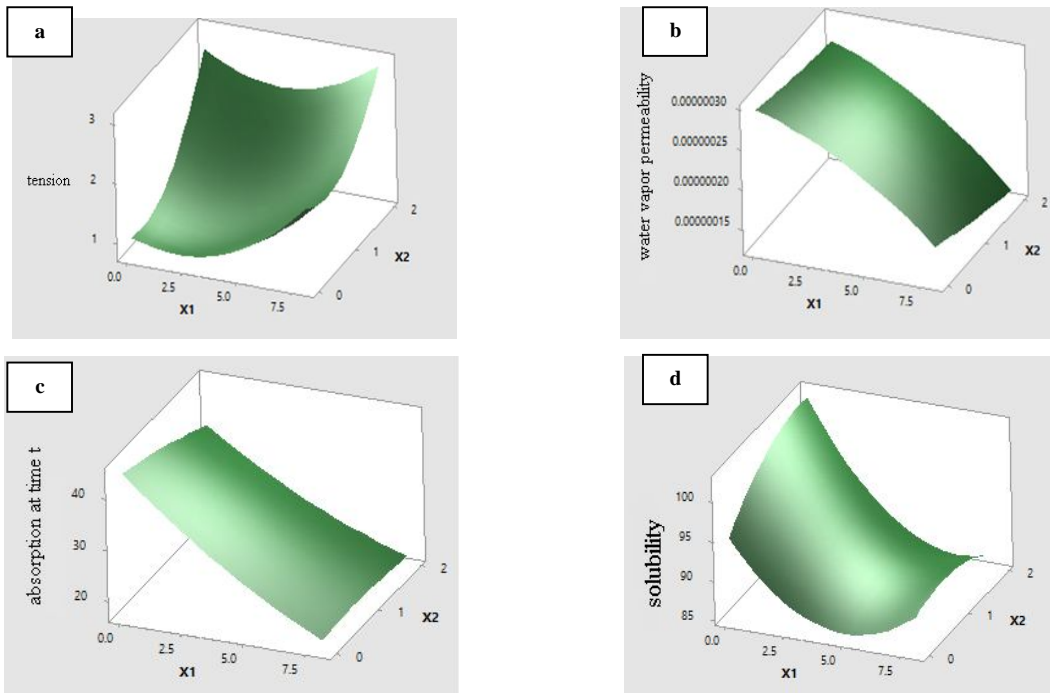 a
3
2
tension
1
0.0
2.5
5.0
7.5
X1
0
1
2
X2
b
water vapor permeability
0.00000030
0.00000025
0.00000020
0.00000015
0.0
2.5
5.0
7.5
X1
0
1
2
X2
c
absorption at time t
40
30
20
0.0
2.5
5.0
7.5
X1
0
1
2
X2
d
solubility
100
95
90
85
0.0
2.5
5.0
7.5
X1
0
1
2
X2